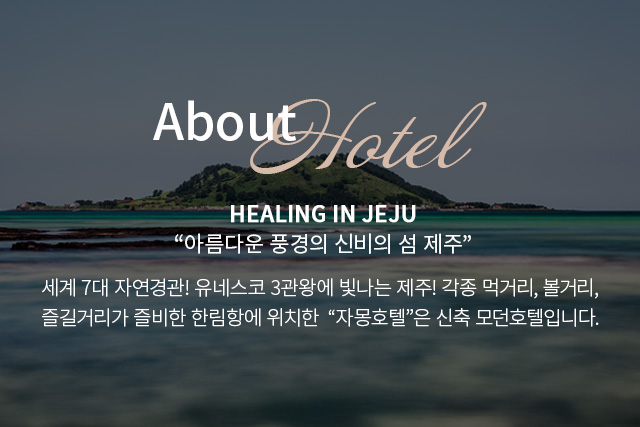 About Hotel
HEALING IN JEJU
“아름다운 풍경의 신비의 섬 제주”
세계 7대 자연경관! 유네스코 3관왕에 빛나는 제주! 각종 먹거리, 볼거리,
즐길거리가 즐비한 한림항에 위치한 “자몽호텔”은 신축 모던호텔입니다.